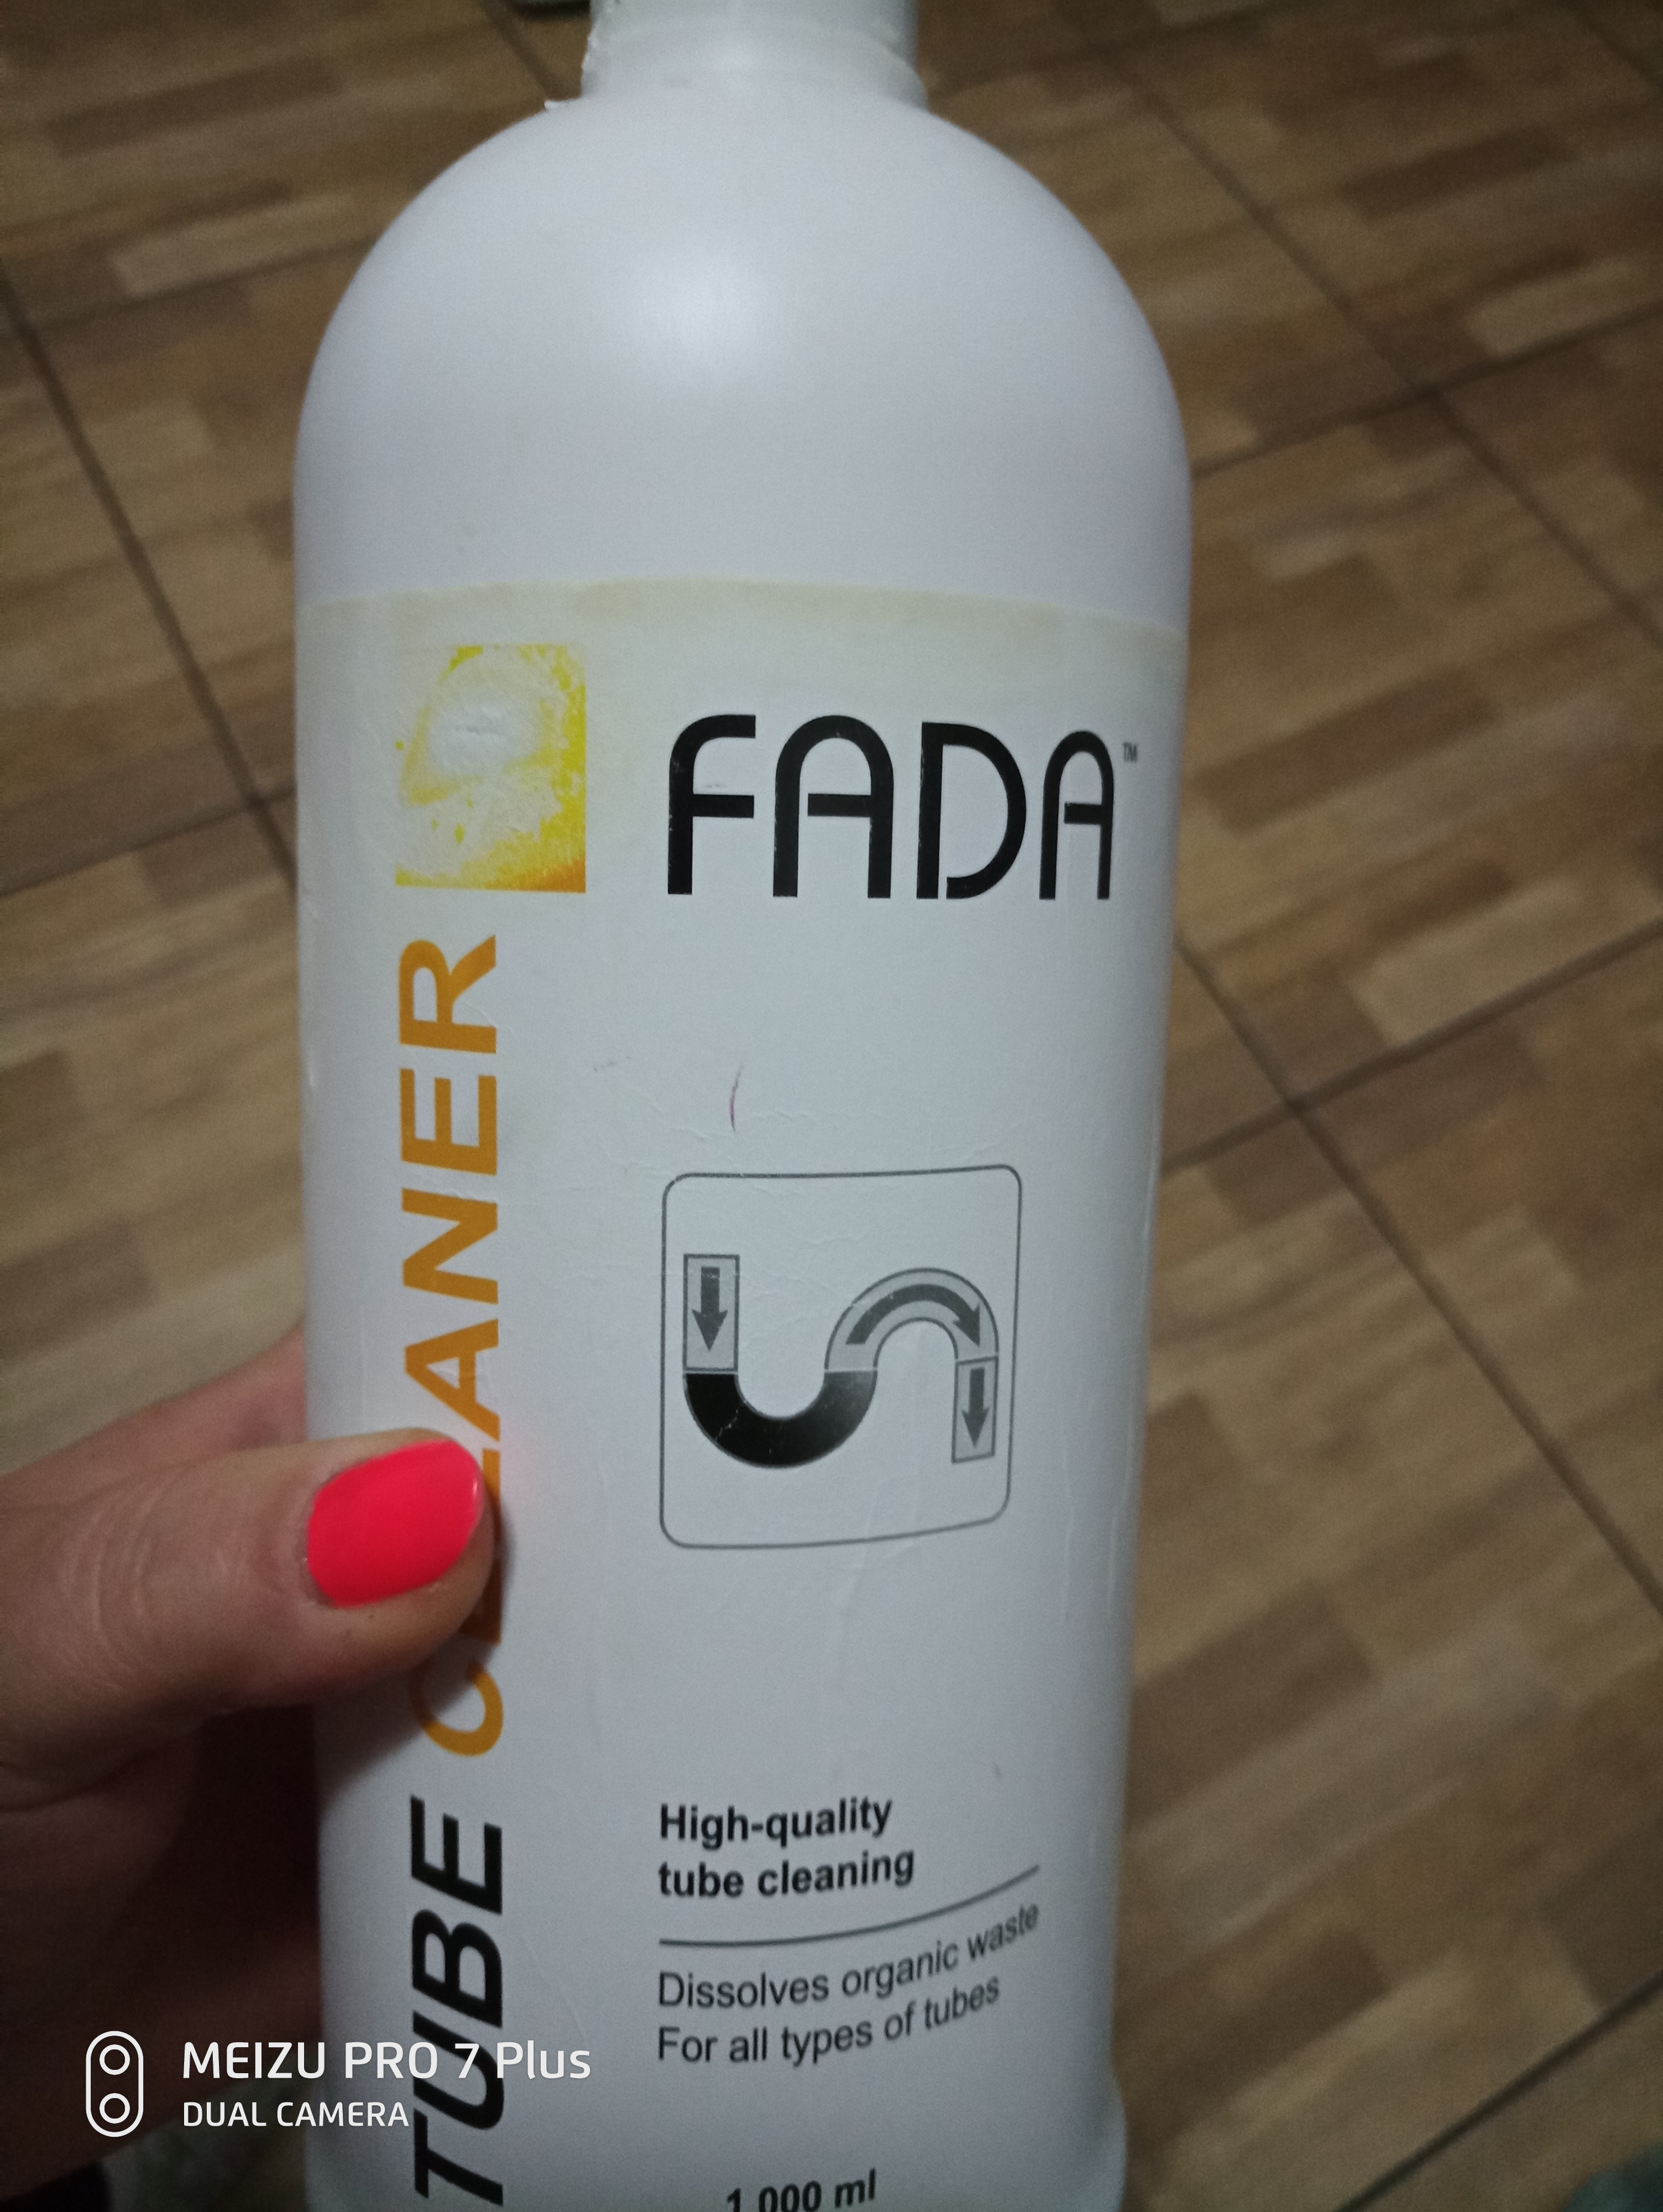 FADA™
TUBE CLEANER
High-quality
tube cleaning
Dissolves organic waste
For all types of tubes
1 000 ml
MEIZU PRO 7 Plus
DUAL CAMERA